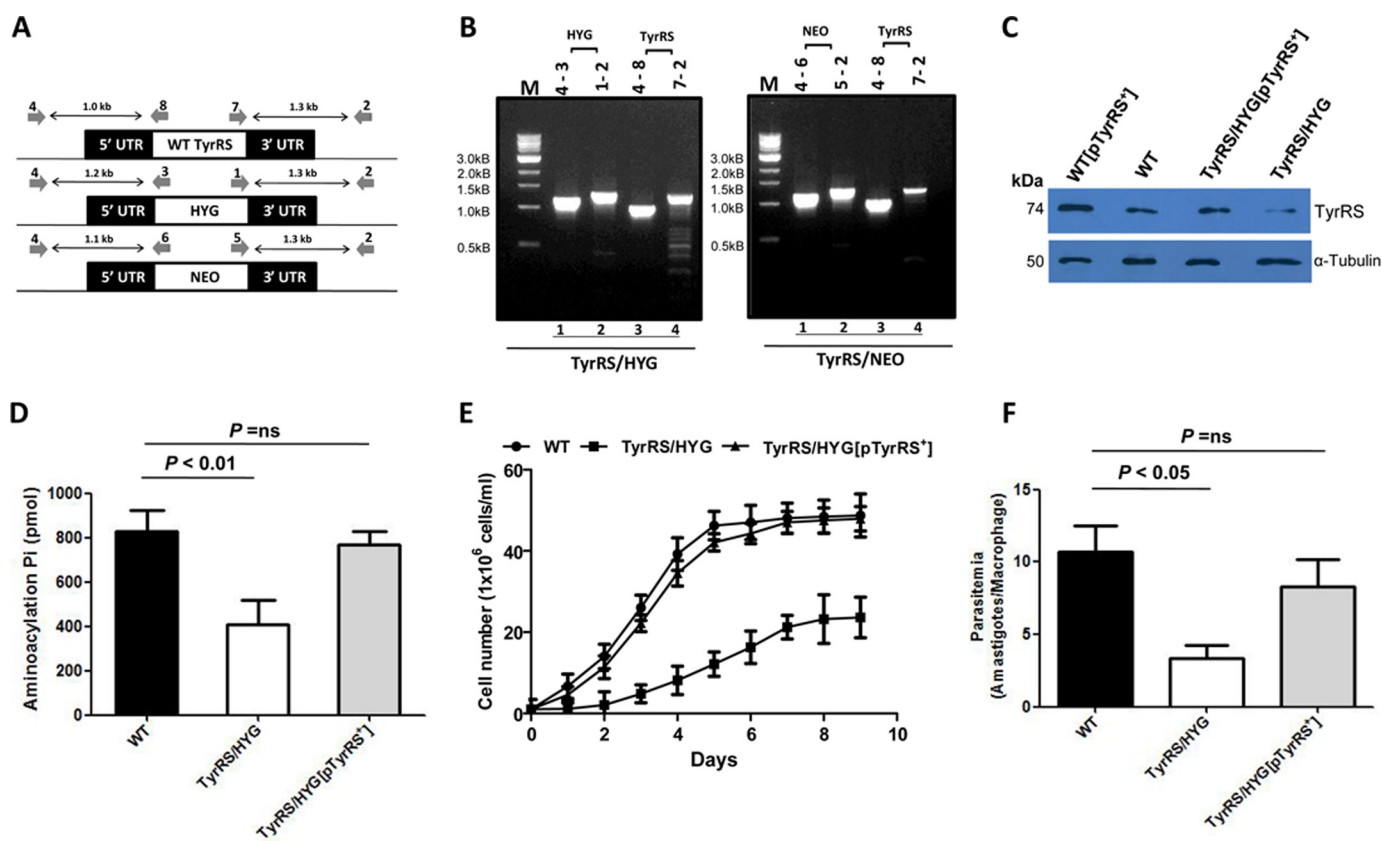 A
4 1.0 kb 8 7 1.3 kb 2
5' UTR WT TyrRS 3' UTR
4 1.2 kb 3 1 1.3 kb 2
5' UTR HYG 3' UTR
4 1.1 kb 6 5 1.3 kb 2
5' UTR NEO 3' UTR
B
HYG TyrRS
M 4 - 3 1 - 2 4 - 8 7 - 2
3.0kB
2.0kB
1.5kB
1.0kB
0.5kB
1 2 3 4
TyrRS/HYG
NEO TyrRS
M 4 - 6 5 - 2 4 - 8 7 - 2
3.0kB
2.0kB
1.5kB
1.0kB
0.5kB
1 2 3 4
TyrRS/NEO
C
WT[pTyrRS+] WT TyrRS/HYG[pTyrRS+] TyrRS/HYG
kDa
74 TyrRS
50 α-Tubulin
D
P =ns
P < 0.01
Aminoacylation Pi (pmol)
1000
800
600
400
200
0
WT TyrRS/HYG TyrRS/HYG[pTyrRS+]
E
WT TyrRS/HYG TyrRS/HYG[pTyrRS+]
Cell number (1x10⁶ cells/ml)
60
40
20
0
0 2 4 6 8 10
Days
F
P =ns
P < 0.05
Parasitemia
(Amastigotes/Macrophage)
15
10
5
0
WT TyrRS/HYG TyrRS/HYG[pTyrRS+]